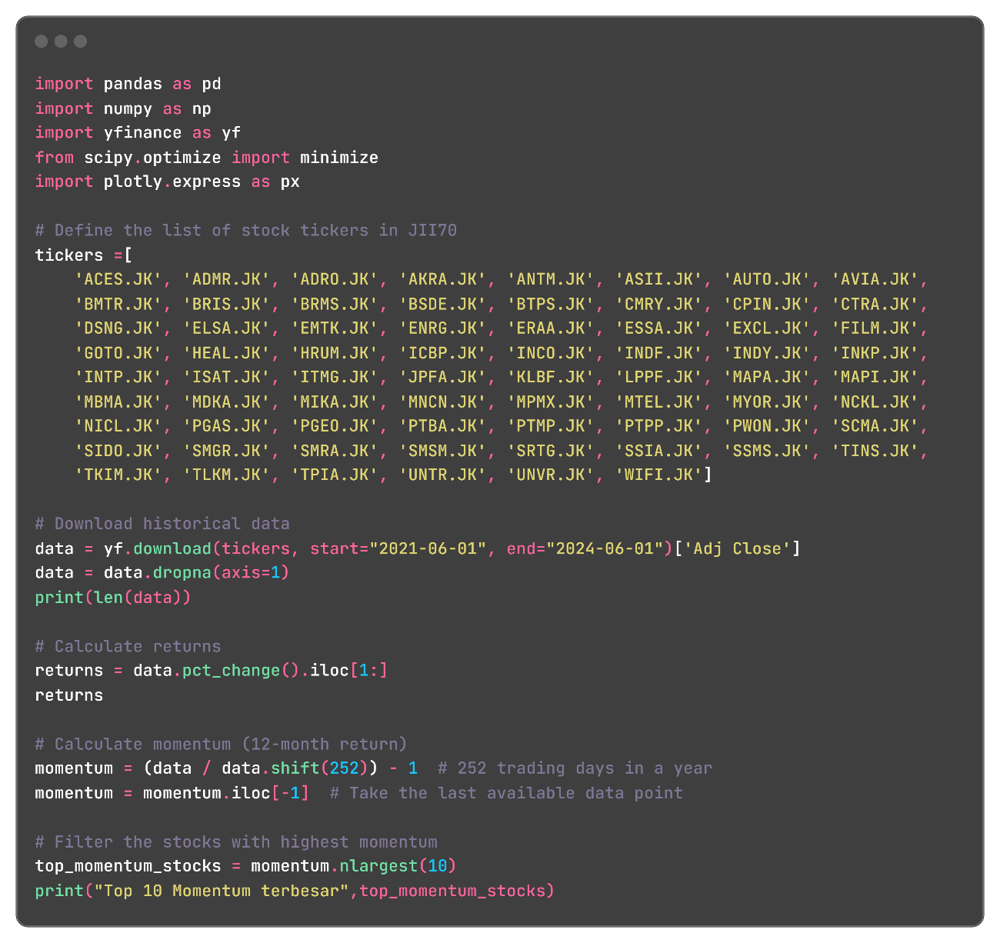 import pandas as pd
import numpy as np
import yfinance as yf
from scipy.optimize import minimize
import plotly.express as px

# Define the list of stock tickers in JII70
tickers =[
    'ACES.JK', 'ADMR.JK', 'ADRO.JK', 'AKRA.JK', 'ANTM.JK', 'ASII.JK', 'AUTO.JK', 'AVIA.JK',
    'BMTR.JK', 'BRIS.JK', 'BRMS.JK', 'BSDE.JK', 'BTPS.JK', 'CMRY.JK', 'CPIN.JK', 'CTRA.JK',
    'DSNG.JK', 'ELSA.JK', 'EMTK.JK', 'ENRG.JK', 'ERAA.JK', 'ESSA.JK', 'EXCL.JK', 'FILM.JK',
    'GOTO.JK', 'HEAL.JK', 'HRUM.JK', 'ICBP.JK', 'INCO.JK', 'INDF.JK', 'INDY.JK', 'INKP.JK',
    'INTP.JK', 'ISAT.JK', 'ITMG.JK', 'JPFA.JK', 'KLBF.JK', 'LPPF.JK', 'MAPA.JK', 'MAPI.JK',
    'MBMA.JK', 'MDKA.JK', 'MIKA.JK', 'MNCN.JK', 'MPMX.JK', 'MTEL.JK', 'MYOR.JK', 'NCKL.JK',
    'NICL.JK', 'PGAS.JK', 'PGEO.JK', 'PTBA.JK', 'PTMP.JK', 'PTPP.JK', 'PWON.JK', 'SCMA.JK',
    'SIDO.JK', 'SMGR.JK', 'SMRA.JK', 'SMSM.JK', 'SRTG.JK', 'SSIA.JK', 'SSMS.JK', 'TINS.JK',
    'TKIM.JK', 'TLKM.JK', 'TPIA.JK', 'UNTR.JK', 'UNVR.JK', 'WIFI.JK']

# Download historical data
data = yf.download(tickers, start="2021-06-01", end="2024-06-01")['Adj Close']
data = data.dropna(axis=1)
print(len(data))

# Calculate returns
returns = data.pct_change().iloc[1:]
returns

# Calculate momentum (12-month return)
momentum = (data / data.shift(252)) - 1  # 252 trading days in a year
momentum = momentum.iloc[-1]  # Take the last available data point

# Filter the stocks with highest momentum
top_momentum_stocks = momentum.nlargest(10)
print("Top 10 Momentum terbesar",top_momentum_stocks)